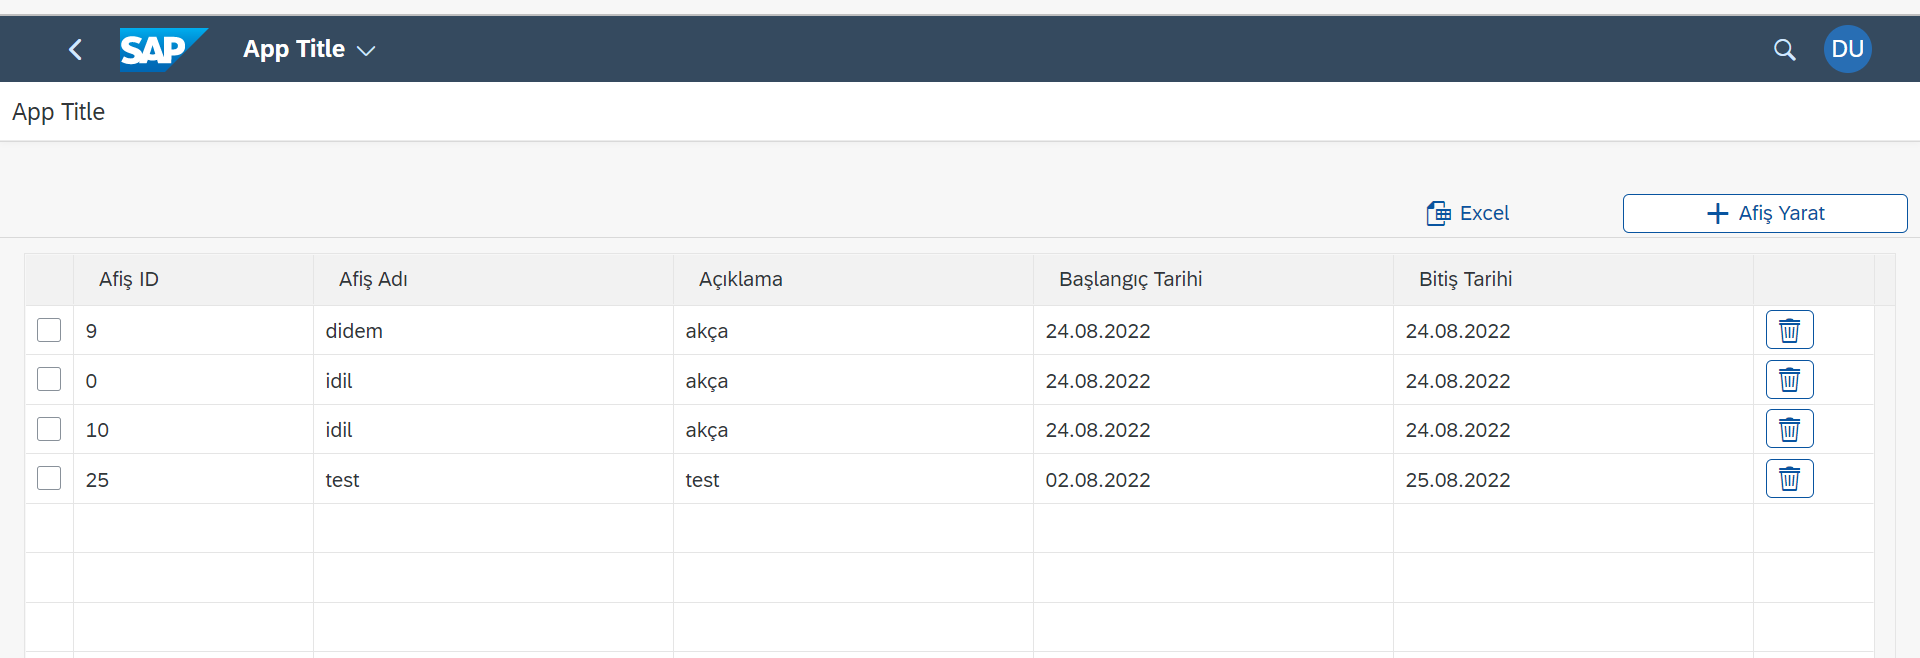 SAP App Title DU
App Title
Excel Afiş Yarat
Afiş ID Afiş Adı Açıklama Başlangıç Tarihi Bitiş Tarihi
9 didem akça 24.08.2022 24.08.2022
0 idil akça 24.08.2022 24.08.2022
10 idil akça 24.08.2022 24.08.2022
25 test test 02.08.2022 25.08.2022